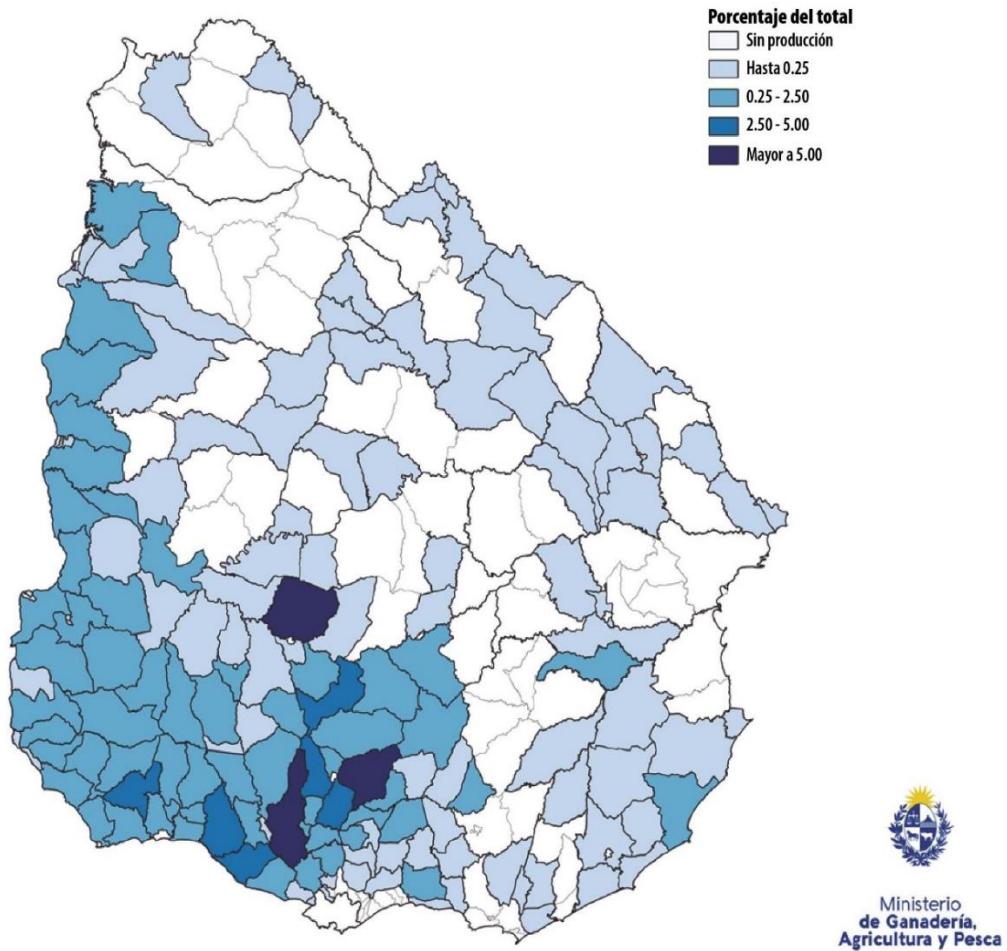 Porcentaje del total
Sin producción
Hasta 0.25
0.25 - 2.50
2.50 - 5.00
Mayor a 5.00
Ministerio
de Ganadería,
Agricultura y Pesca